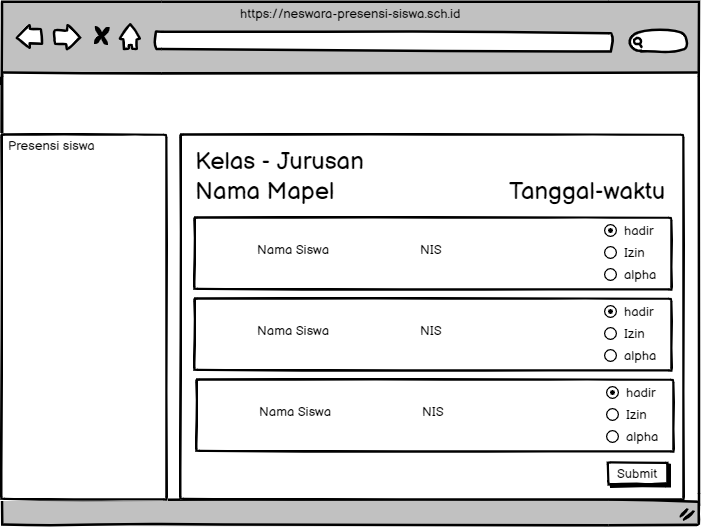 https://neswara-presensi-siswa.sch.id
Presensi siswa
Kelas - Jurusan
Nama Mapel
Tanggal-waktu
Nama Siswa
NIS
hadir
Izin
alpha
Nama Siswa
NIS
hadir
Izin
alpha
Nama Siswa
NIS
hadir
Izin
alpha
Submit